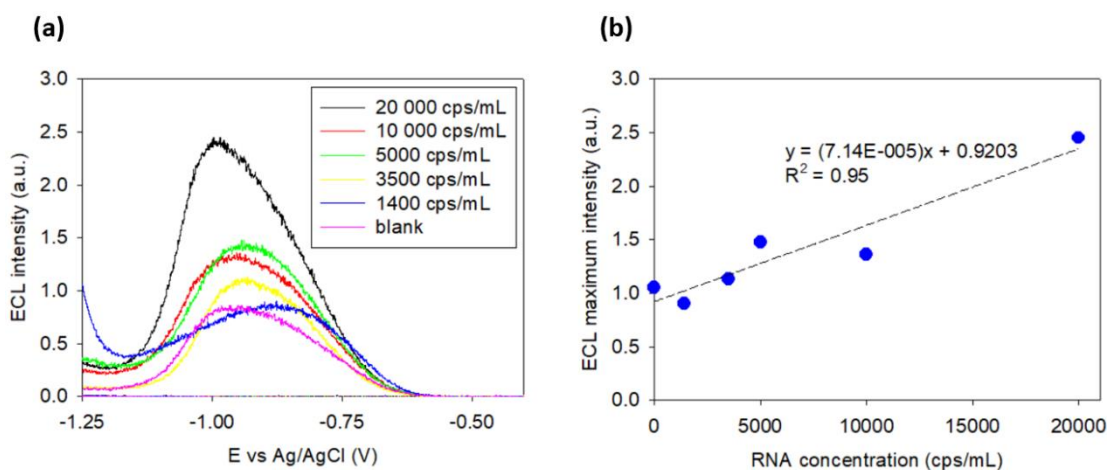 (a)
3.0
2.5
2.0
1.5
1.0
0.5
0.0
ECL intensity (a.u.)
-1.25
-1.00
-0.75
-0.50
E vs Ag/AgCl (V)
20 000 cps/mL
10 000 cps/mL
5000 cps/mL
3500 cps/mL
1400 cps/mL
blank
(b)
3.0
2.5
2.0
1.5
1.0
0.5
0.0
ECL maximum intensity (a.u.)
y = (7.14E-005)x + 0.9203
R² = 0.95
0
5000
10000
15000
20000
RNA concentration (cps/mL)